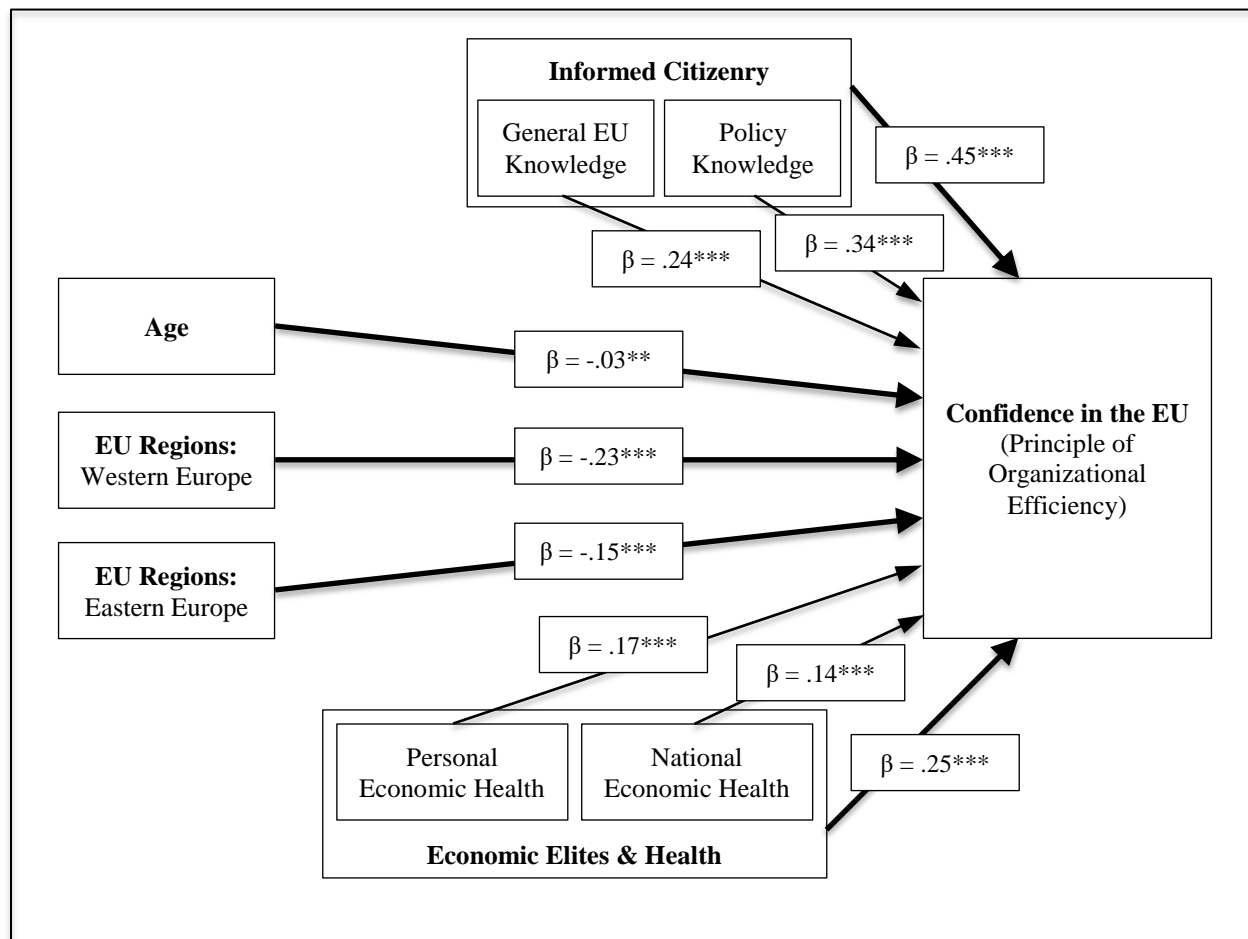 Informed Citizenry
General EU
Knowledge
Policy
Knowledge
β = .45***
β = .34***
β = .24***
Age
β = -.03**
EU Regions:
Western Europe
β = -.23***
Confidence in the EU
(Principle of
Organizational
Efficiency)
EU Regions:
Eastern Europe
β = -.15***
β = .17***
β = .14***
Personal
Economic Health
National
Economic Health
β = .25***
Economic Elites & Health